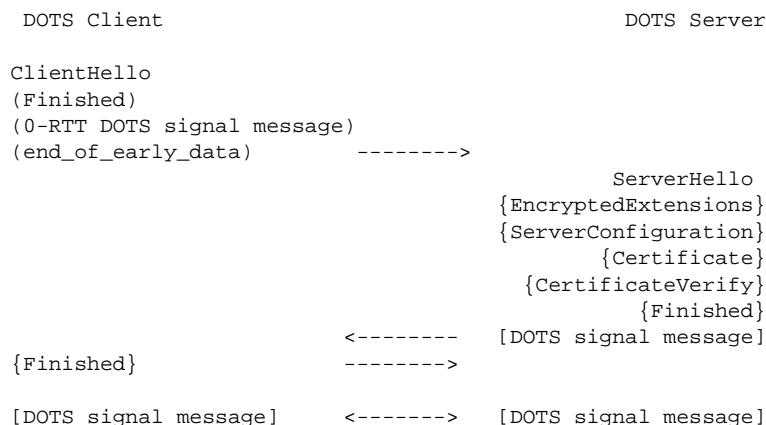 DOTS Client                                    DOTS Server
ClientHello
(Finished)
(0-RTT DOTS signal message)
(end_of_early_data)        -------->
ServerHello
{EncryptedExtensions}
{ServerConfiguration}
{Certificate}
{CertificateVerify}
{Finished}
<--------   [DOTS signal message]
{Finished}                -------->
[DOTS signal message]     <------->   [DOTS signal message]